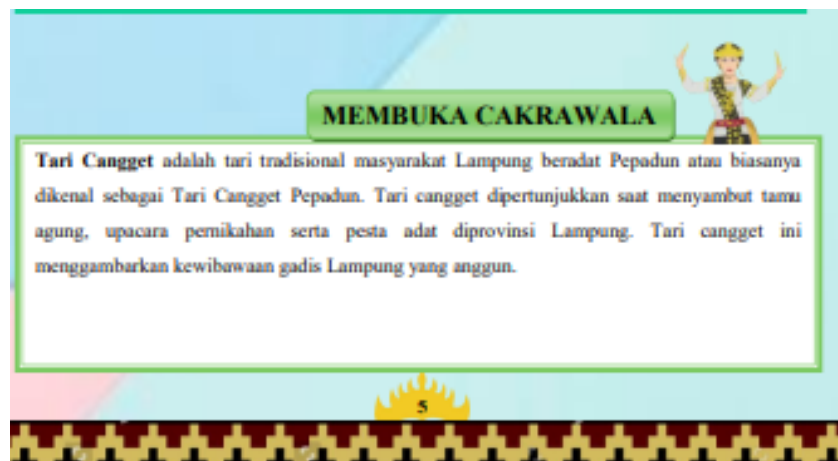 MEMBUKA CAKRAWALA
Tari Cangget adalah tari tradisional masyarakat Lampung beradat Pepadun atau biasanya
dikenal sebagai Tari Cangget Pepadun. Tari cangget dipertunjukkan saat menyambut tamu
agung, upacara pernikahan serta pesta adat diprovinsi Lampung. Tari cangget ini
menggambarkan kewibawaan gadis Lampung yang anggun.
5